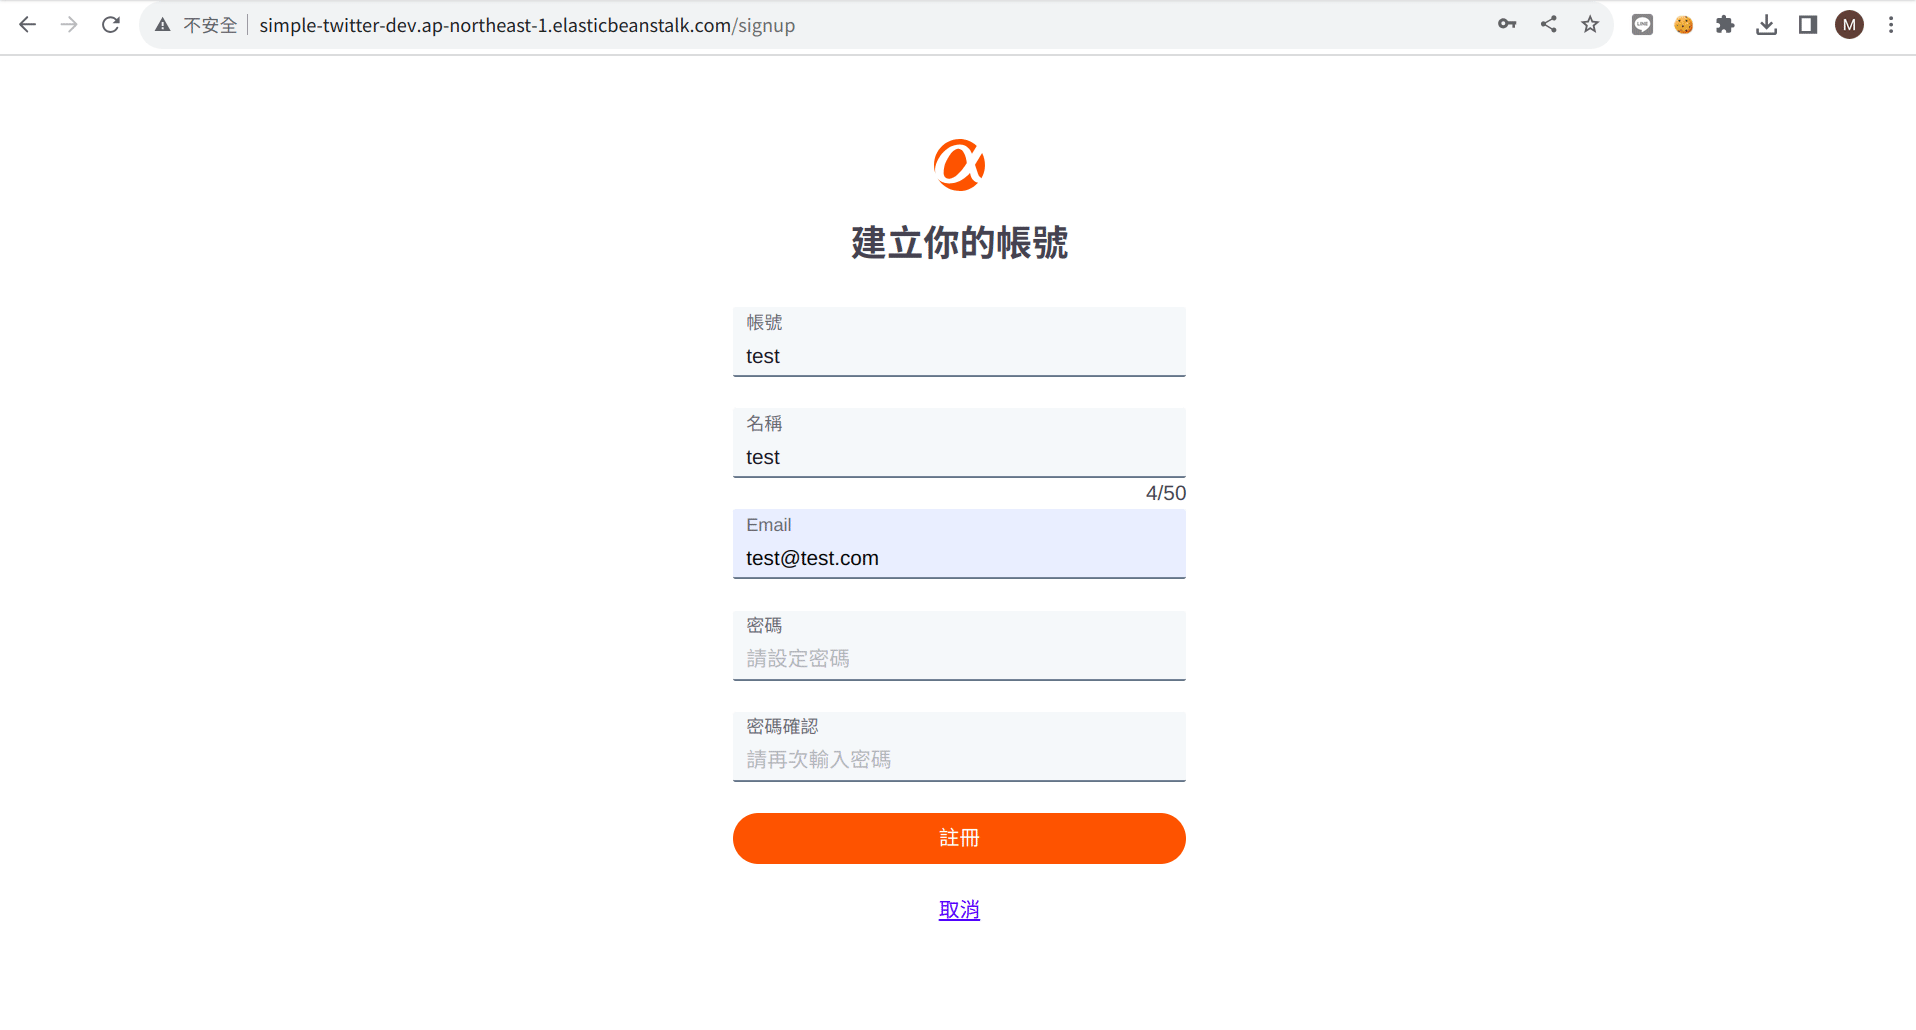 不安全 simple-twitter-dev.ap-northeast-1.elasticbeanstalk.com/signup
LINE
M
建立你的帳號
帳號
test
名稱
test
4/50
Email
test@test.com
密碼
請設定密碼
密碼確認
請再次輸入密碼
註冊
取消